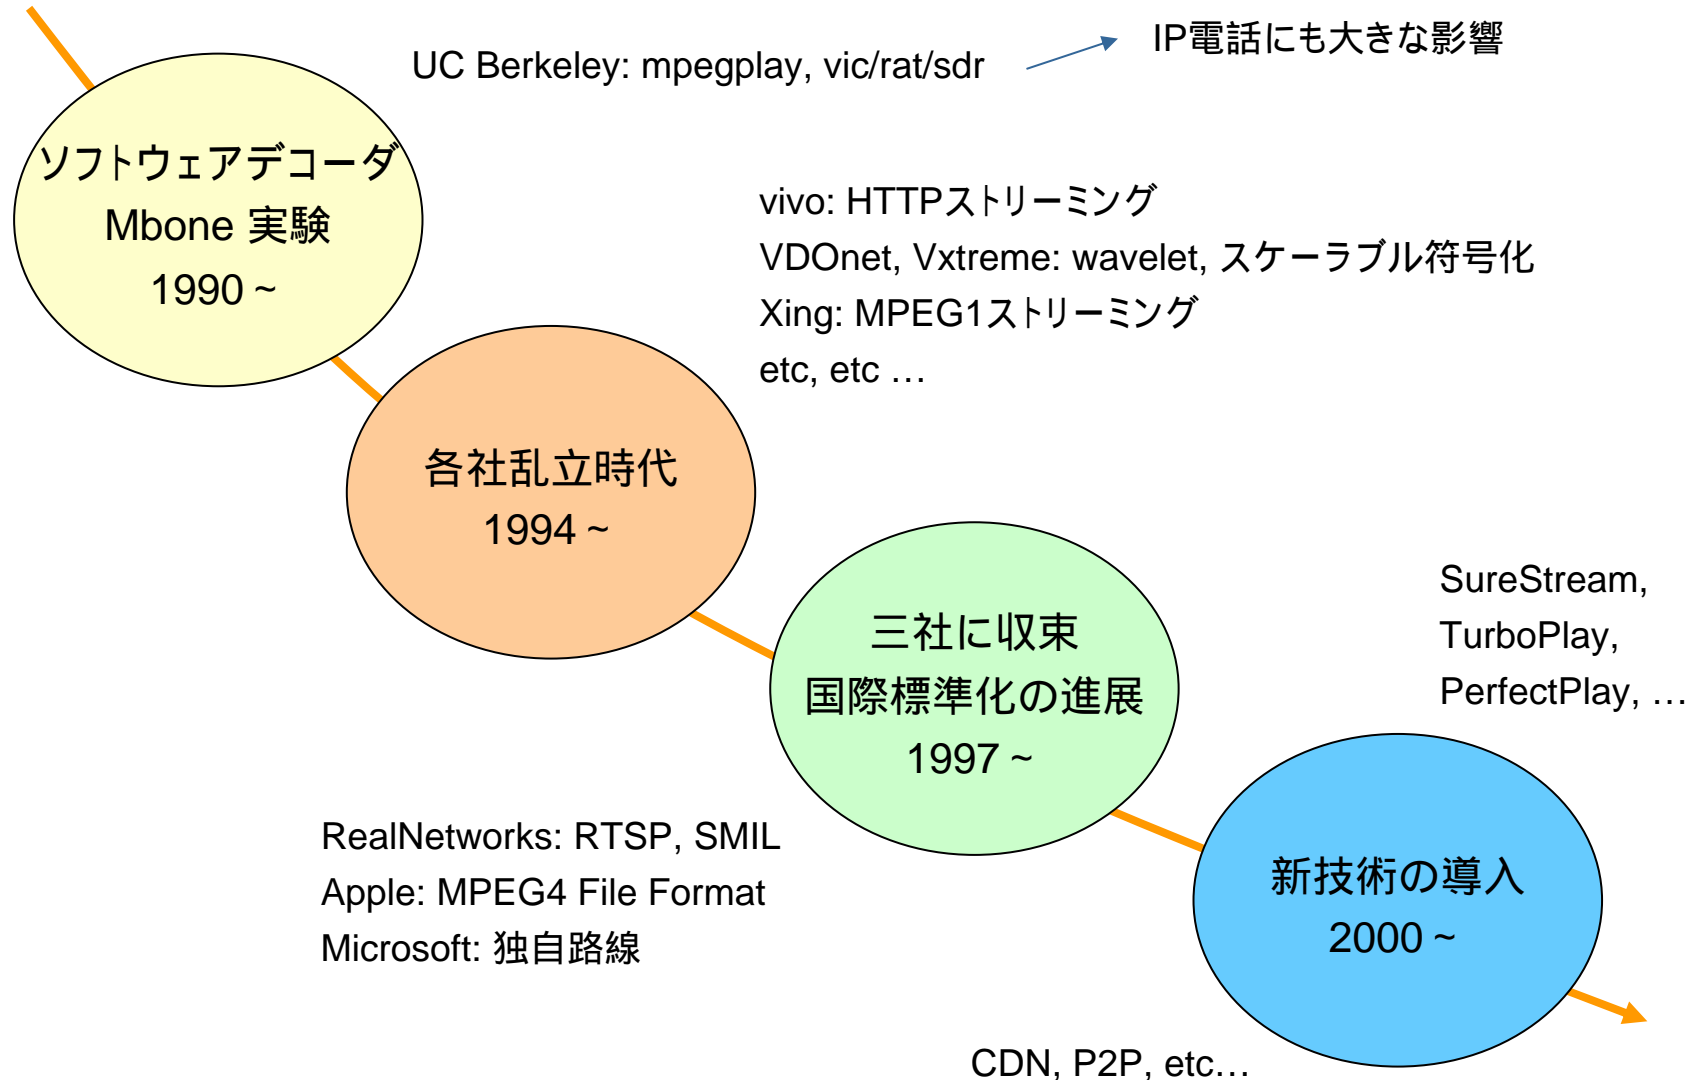 UC Berkeley: mpegplay, vic/rat/sdr
IP電話にも大きな影響
ソフトウェアデコーダ
Mbone 実験
1990 ~
vivo: HTTPストリーミング
VDOnet, Vxtreme: wavelet, スケーラブル符号化
Xing: MPEG1ストリーミング
etc, etc …
各社乱立時代
1994 ~
三社に収束
国際標準化の進展
1997 ~
RealNetworks: RTSP, SMIL
Apple: MPEG4 File Format
Microsoft: 独自路線
SureStream,
TurboPlay,
PerfectPlay, …
新技術の導入
2000 ~
CDN, P2P, etc…